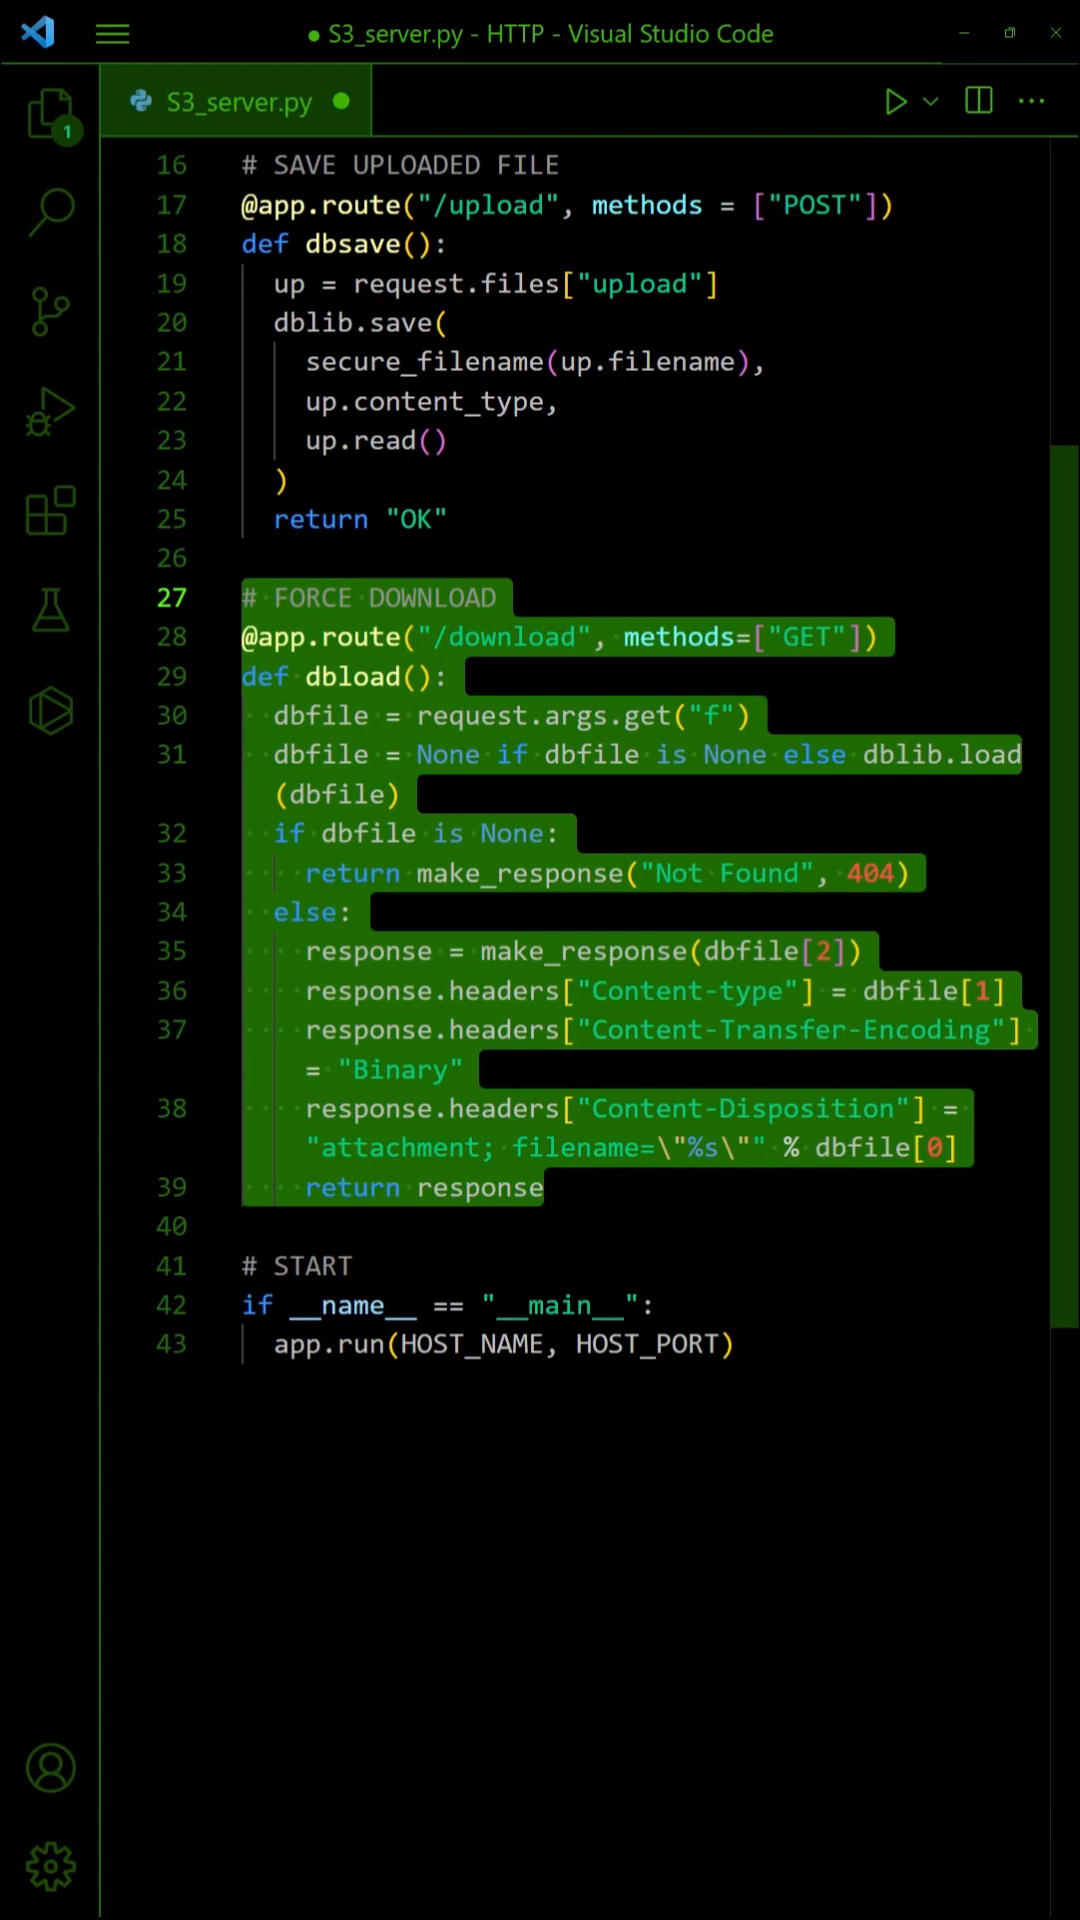 ● S3_server.py - HTTP - Visual Studio Code
S3_server.py ●
1
16 # SAVE UPLOADED FILE
17 @app.route("/upload", methods = ["POST"])
18 def dbsave():
19 up = request.files["upload"]
20 dblib.save(
21 secure_filename(up.filename),
22 up.content_type,
23 up.read()
24 )
25 return "OK"
26
27 # FORCE DOWNLOAD
28 @app.route("/download", methods=["GET"])
29 def dbload():
30 dbfile = request.args.get("f")
31 dbfile = None if dbfile is None else dblib.load
(dbfile)
32 if dbfile is None:
33 return make_response("Not Found", 404)
34 else:
35 response = make_response(dbfile[2])
36 response.headers["Content-type"] = dbfile[1]
37 response.headers["Content-Transfer-Encoding"]
= "Binary"
38 response.headers["Content-Disposition"] =
"attachment; filename=\"%s\"" % dbfile[0]
39 return response
40
41 # START
42 if __name__ == "__main__":
43 app.run(HOST_NAME, HOST_PORT)